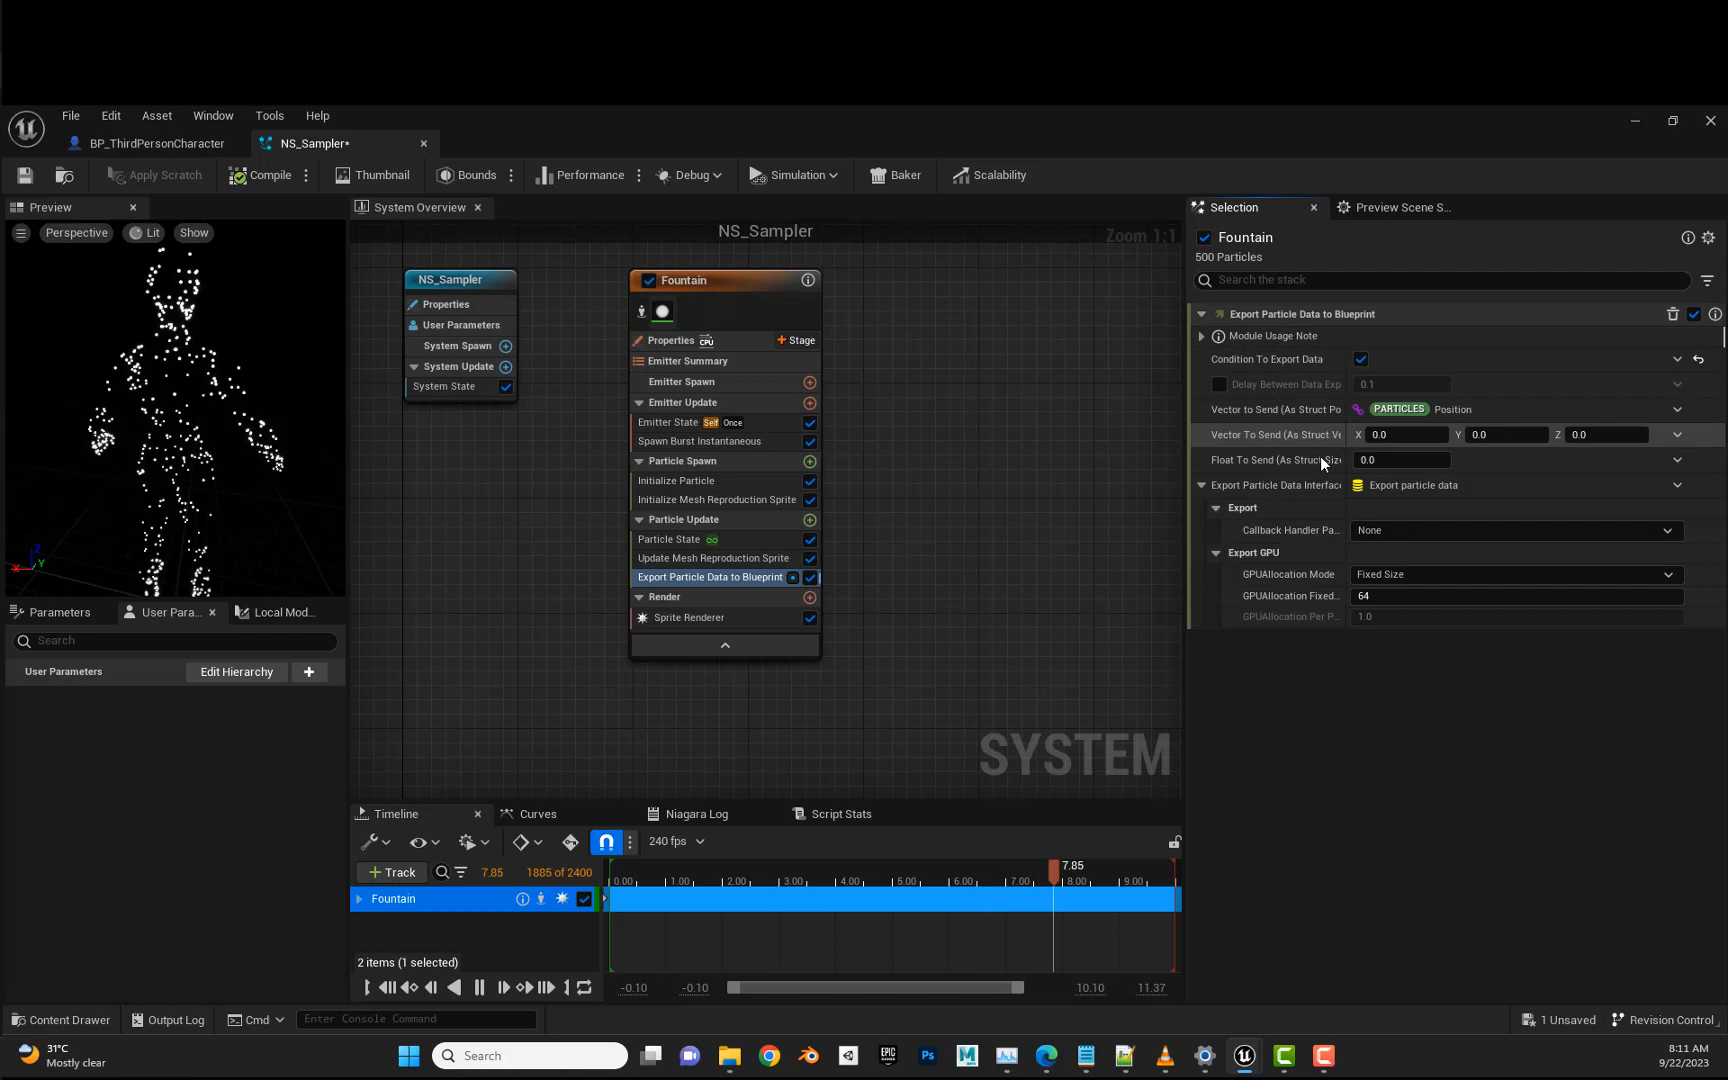 File Edit Asset Window Tools Help
BP_ThirdPersonCharacter NS_Sampler*
Apply Scratch Compile Thumbnail Bounds Performance Debug Simulation Baker Scalability
Preview System Overview Selection Preview Scene S...
Perspective Lit Show
NS_Sampler Zoom 1:1
NS_Sampler
Properties
User Parameters
System Spawn
System Update
System State
Fountain
Properties CPU Stage
Emitter Summary
Emitter Spawn
Emitter Update
Emitter State Self Once
Spawn Burst Instantaneous
Particle Spawn
Initialize Particle
Initialize Mesh Reproduction Sprite
Particle Update
Particle State
Update Mesh Reproduction Sprite
Export Particle Data to Blueprint
Render
Sprite Renderer
SYSTEM
Fountain
500 Particles
Search the stack
Export Particle Data to Blueprint
Module Usage Note
Condition To Export Data
Delay Between Data Exp 0.1
Vector to Send (As Struct Po PARTICLES Position
Vector To Send (As Struct Ve X 0.0 Y 0.0 Z 0.0
Float To Send (As Struct Size 0.0
Export Particle Data Interface Export particle data
Export
Callback Handler Pa... None
Export GPU
GPUAllocation Mode Fixed Size
GPUAllocation Fixed... 64
GPUAllocation Per P... 1.0
Z
Y
X
Parameters User Para... Local Mod...
Search
User Parameters Edit Hierarchy
Timeline Curves Niagara Log Script Stats
240 fps
Track 7.85 1885 of 2400
7.85
0.00 1.00 2.00 3.00 4.00 5.00 6.00 7.00 8.00 9.00
Fountain
2 items (1 selected)
-0.10 -0.10 10.10 11.37
Content Drawer Output Log Cmd Enter Console Command 1 Unsaved Revision Control
31°C
Mostly clear
Search
8:11 AM
9/22/2023